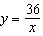 y = 36/x